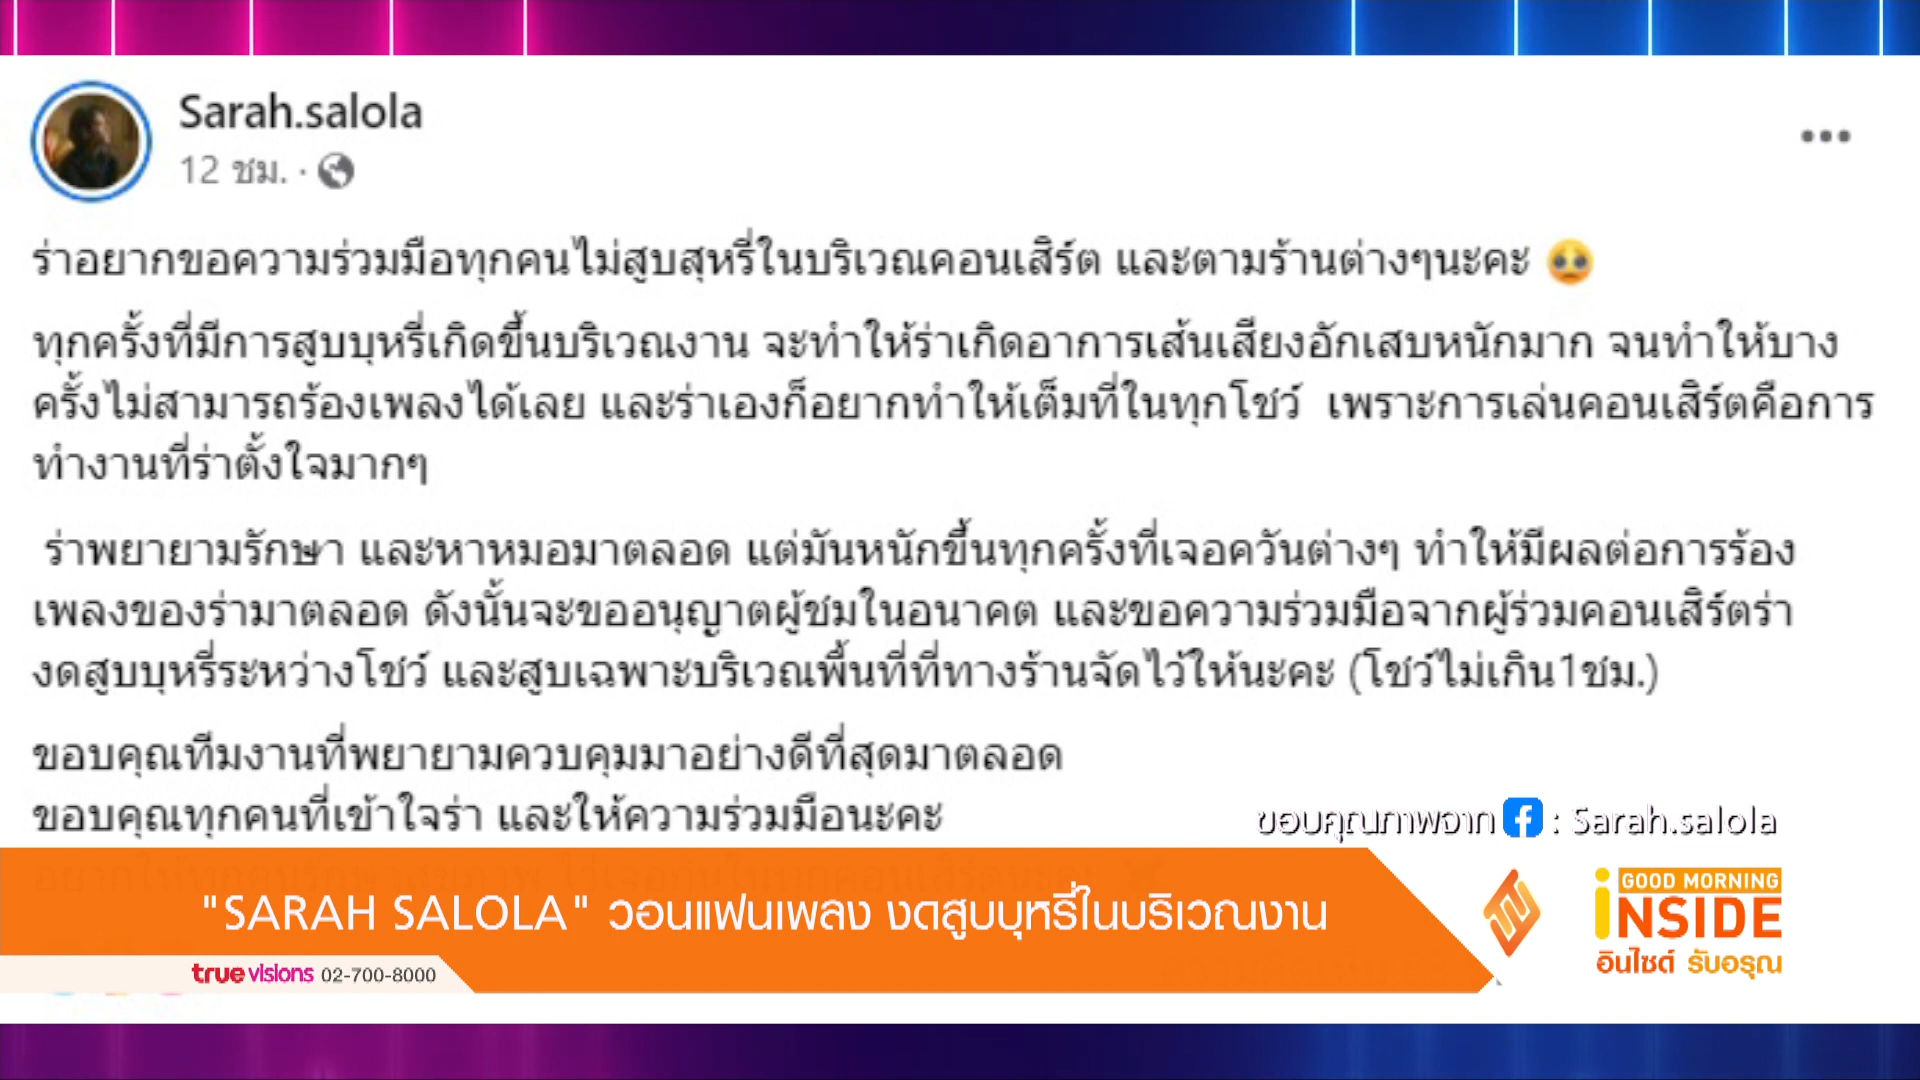 Sarah.salola
12 ชม. ·
ร่าอยากขอความร่วมมือทุกคนไม่สูบสุหรี่ในบริเวณคอนเสิร์ต และตามร้านต่างๆนะคะ 🥺
ทุกครั้งที่มีการสูบบุหรี่เกิดขึ้นบริเวณงาน จะทำให้ร่าเกิดอาการเส้นเสียงอักเสบหนักมาก จนทำให้บาง
ครั้งไม่สามารถร้องเพลงได้เลย และร่าเองก็อยากทำให้เต็มที่ในทุกโชว์ เพราะการเล่นคอนเสิร์ตคือการ
ทำงานที่ร่าตั้งใจมากๆ
ร่าพยายามรักษา และหาหมอมาตลอด แต่มันหนักขึ้นทุกครั้งที่เจอควันต่างๆ ทำให้มีผลต่อการร้อง
เพลงของร่ามาตลอด ดังนั้นจะขออนุญาตผู้ชมในอนาคต และขอความร่วมมือจากผู้ร่วมคอนเสิร์ตร่า
งดสูบบุหรี่ระหว่างโชว์ และสูบเฉพาะบริเวณพื้นที่ที่ทางร้านจัดไว้ให้นะคะ (โชว์ไม่เกิน1ชม.)
ขอบคุณทีมงานที่พยายามควบคุมมาอย่างดีที่สุดมาตลอด
ขอบคุณทุกคนที่เข้าใจร่า และให้ความร่วมมือนะคะ
ขอบคุณภาพจาก : Sarah.salola
"SARAH SALOLA" วอนแฟนเพลง งดสูบบุหรี่ในบริเวณงาน
truevisions 02-700-8000
GOOD MORNING
iNSIDE
อินไซต์ รับอรุณ